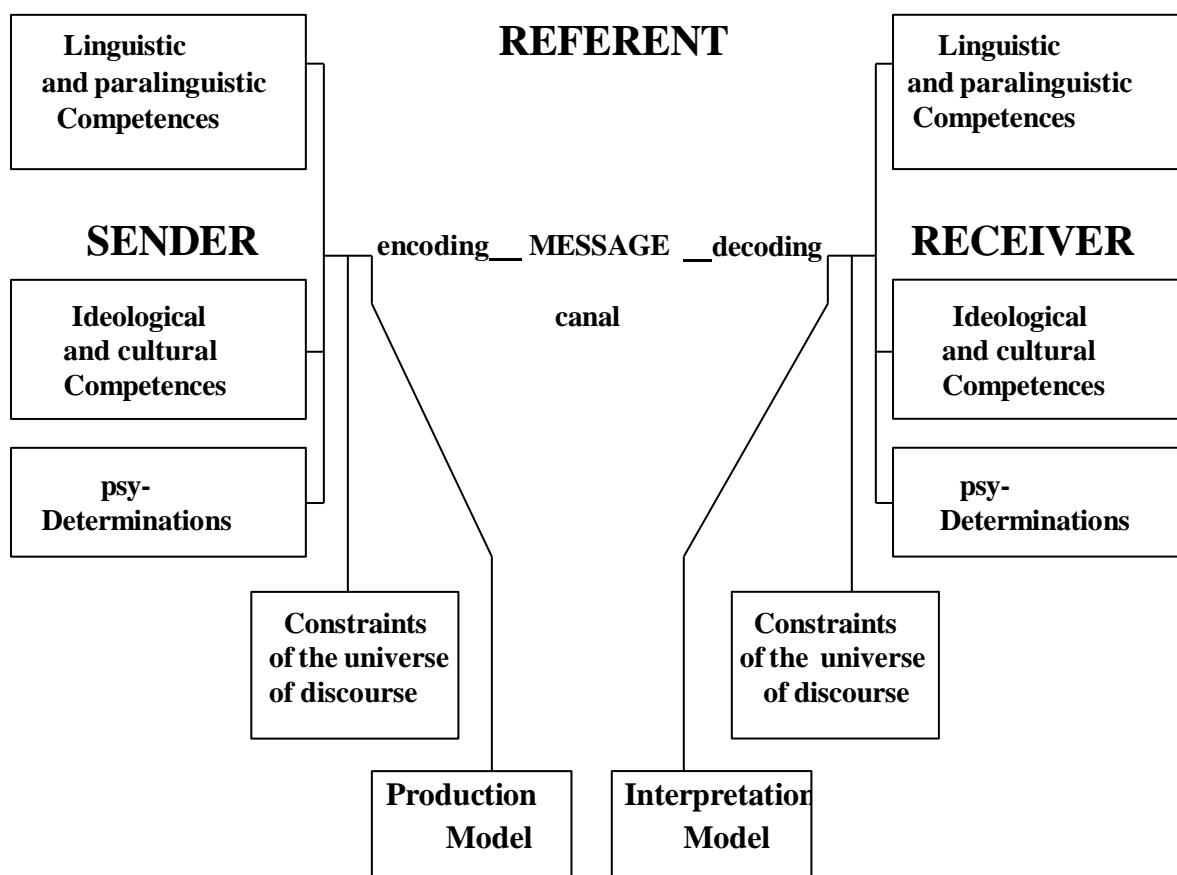 Linguistic
and paralinguistic
Competences
REFERENT
Linguistic
and paralinguistic
Competences
SENDER
encoding__ MESSAGE __decoding
RECEIVER
canal
Ideological
and cultural
Competences
Ideological
and cultural
Competences
psy-
Determinations
psy-
Determinations
Constraints
of the universe
of discourse
Constraints
of the universe
of discourse
Production
Model
Interpretation
Model